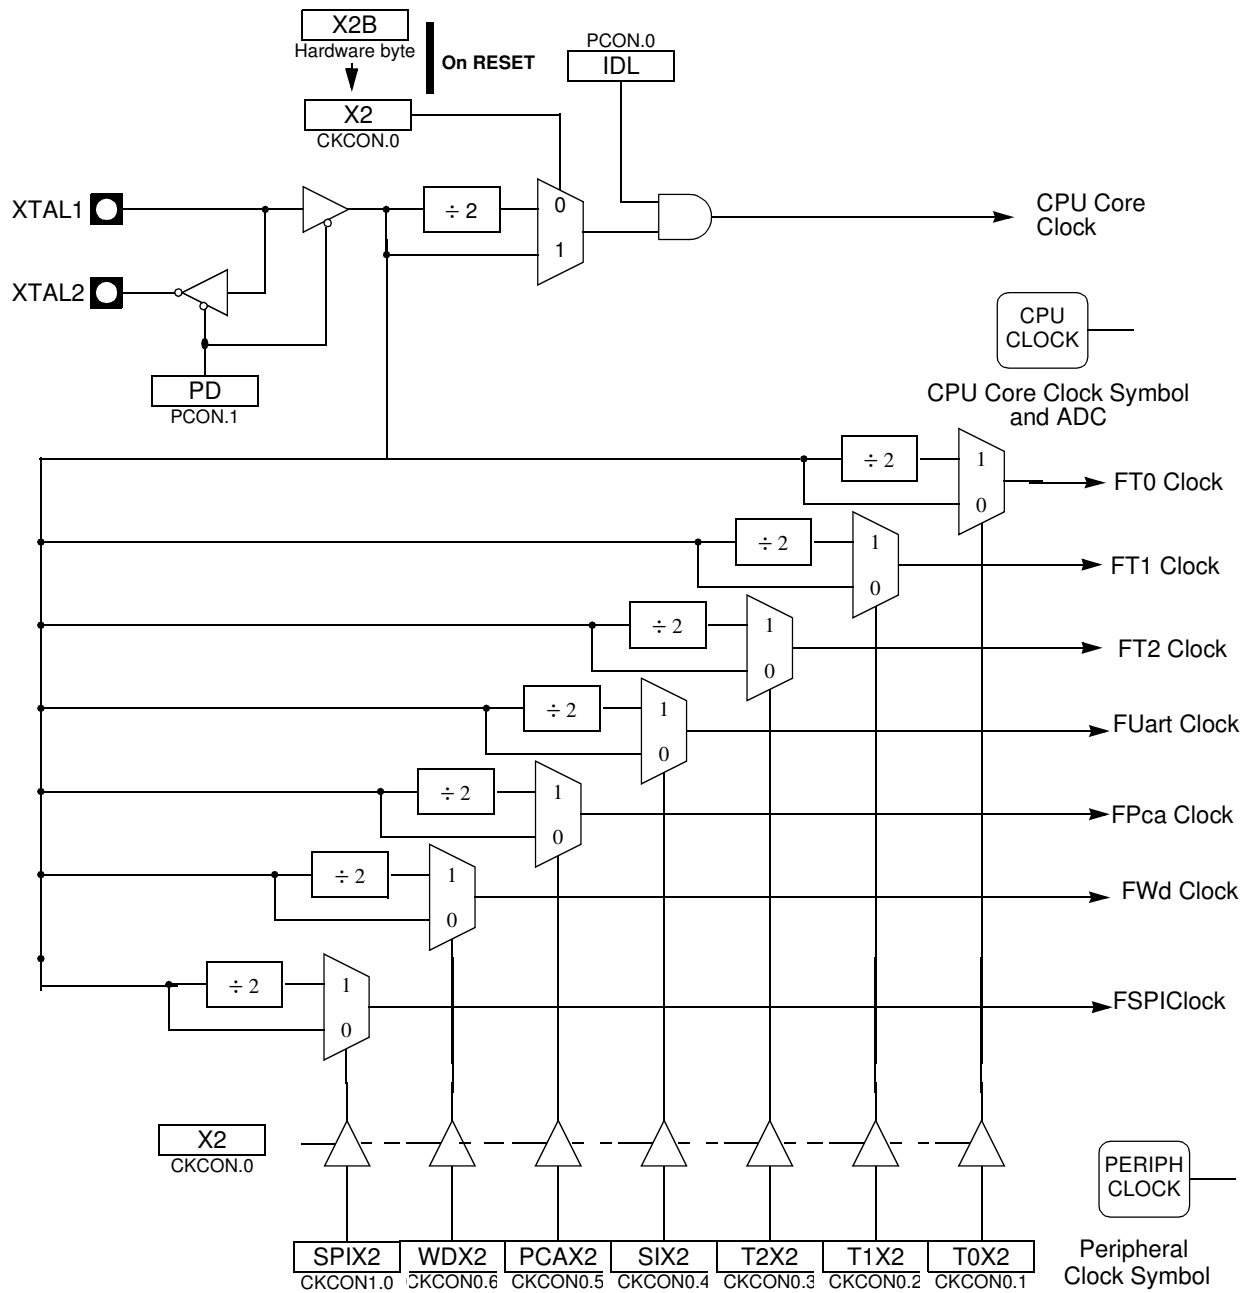 X2B
Hardware byte
On RESET
PCON.0
IDL
X2
CKCON.0
XTAL1
÷ 2
0
1
CPU Core
Clock
XTAL2
PD
PCON.1
CPU
CLOCK
CPU Core Clock Symbol
and ADC
÷ 2
1
0
FT0 Clock
÷ 2
1
0
FT1 Clock
÷ 2
1
0
FT2 Clock
÷ 2
1
0
FUart Clock
÷ 2
1
0
FPca Clock
÷ 2
1
0
FWd Clock
÷ 2
1
0
FSPIClock
X2
CKCON.0
PERIPH
CLOCK
Peripheral
Clock Symbol
SPIX2 WDX2 PCAX2 SIX2 T2X2 T1X2 T0X2
CKCON1.0 CKCON0.6 CKCON0.5 CKCON0.4 CKCON0.3 CKCON0.2 CKCON0.1